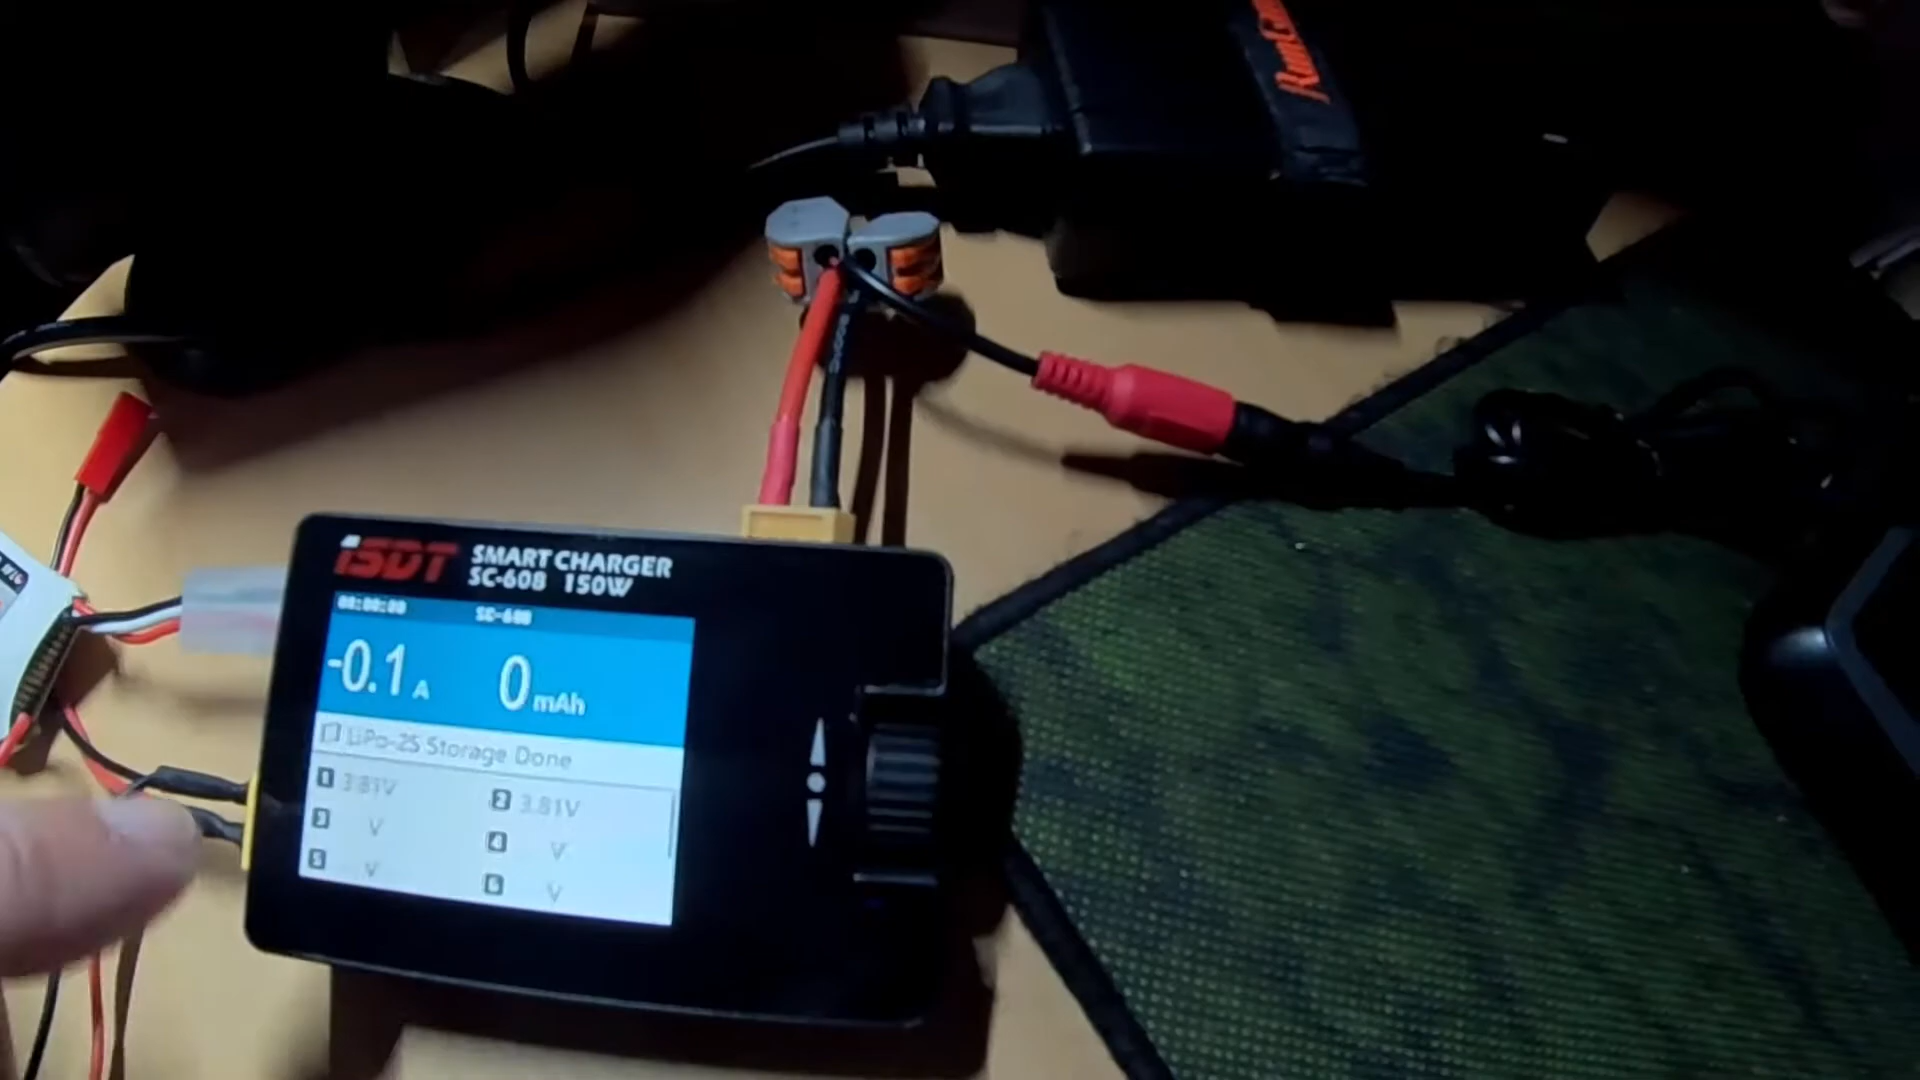 iSDT SMART CHARGER
SC-608 150W
00:00:00 SC-608
-0.1 A 0 mAh
LiPo-2S Storage Done
1 3.81V 2 3.81V
3 V 4 V
5 V 6 V